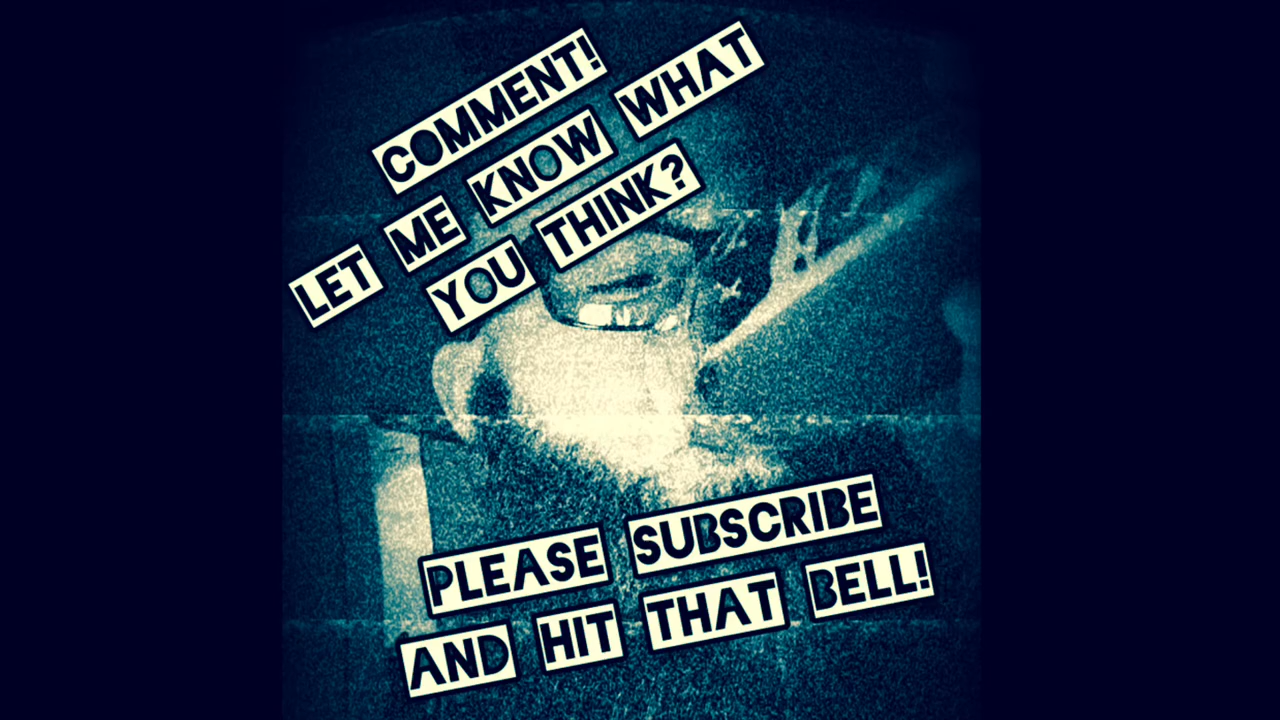 COMMENT!
LET ME KNOW WHAT
YOU THINK?
PLEASE SUBSCRIBE
AND HIT THAT BELL!